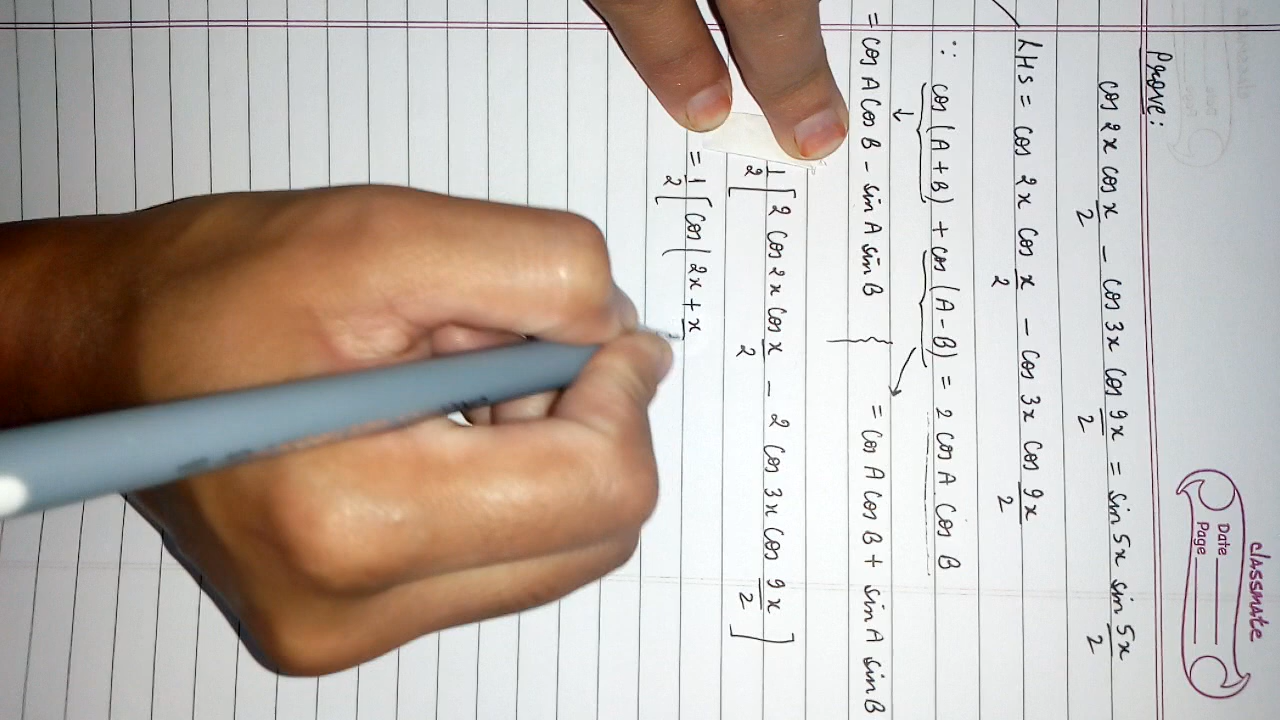 classmate
Date
Page
Prove:
cos 2x cos x/2 - cos 3x cos 9x/2 = sin 5x sin 5x/2
LHS = cos 2x cos x/2 - cos 3x cos 9x/2
∵ cos(A+B) + cos(A-B) = 2 cos A cos B
= cos A cos B - sin A sin B = cos A cos B + sin A sin B
1/2 [2 cos 2x cos x/2 - 2 cos 3x cos 9x/2]
= 1/2 [cos(2x + x